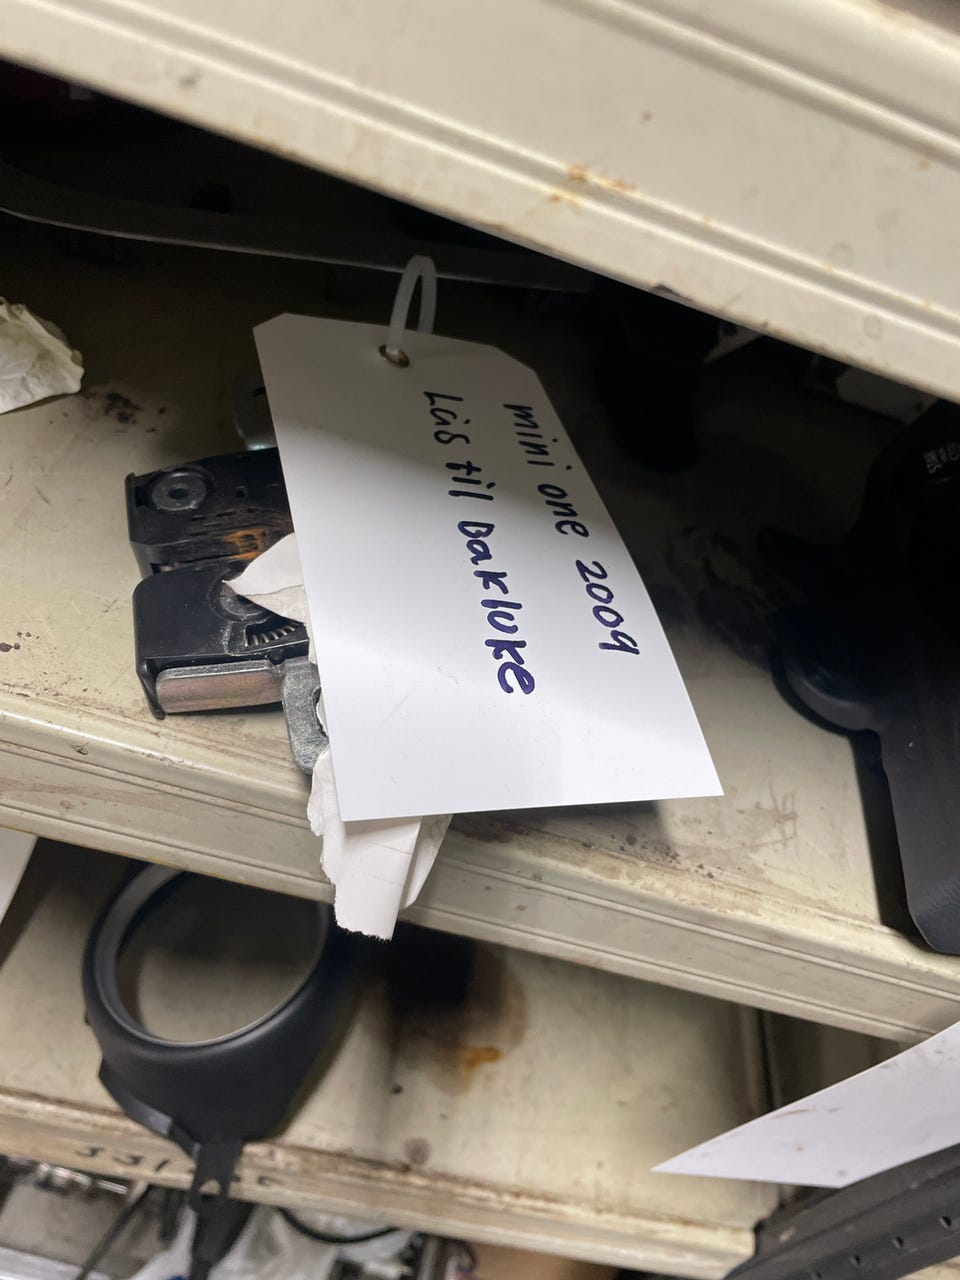 mini one 2009
Lås til bakluke